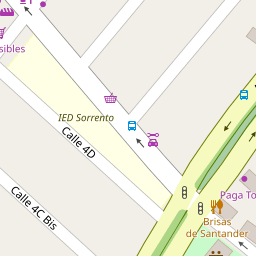 sibles
IED Sorrento
Calle 4D
Calle 4C Bis
Paga To
Brisas
de Santander